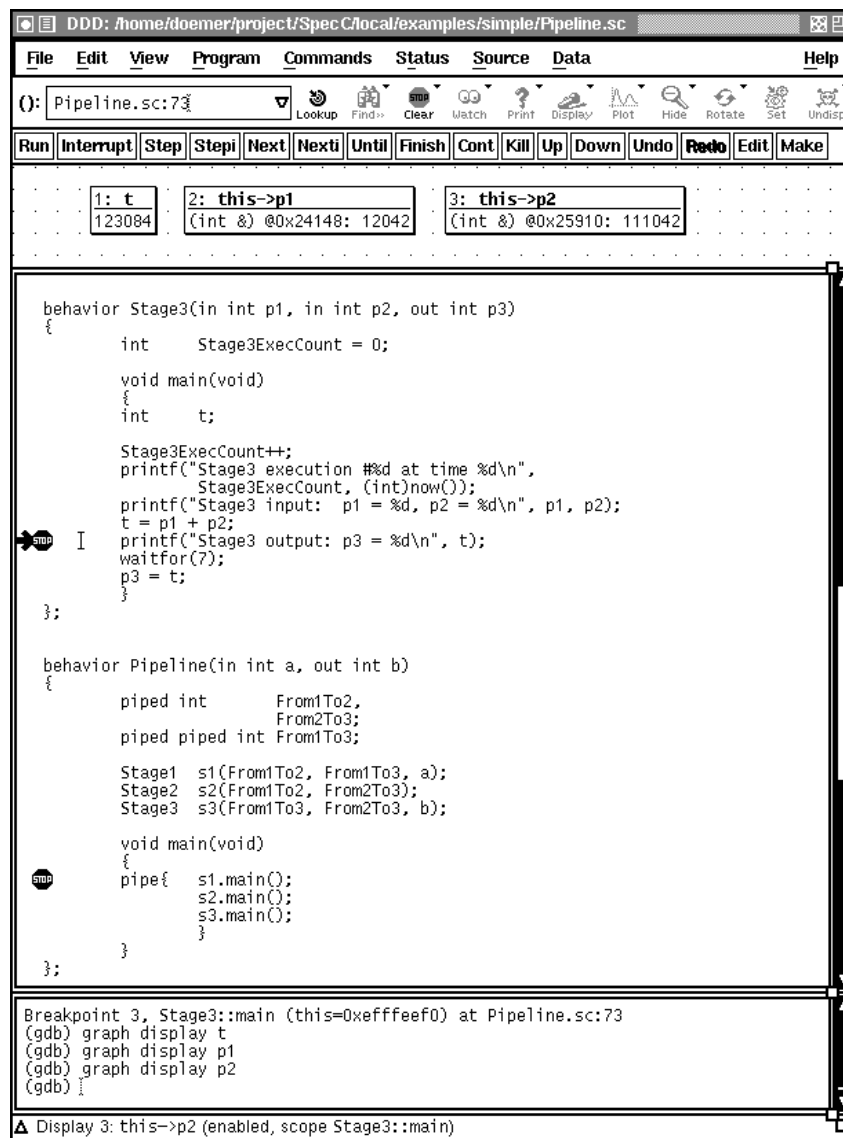 DDD: /home/doemer/project/SpecC/local/examples/simple/Pipeline.sc
File Edit View Program Commands Status Source Data Help
(): Pipeline.sc:73 Lookup Find» Clear Watch Print Display Plot Hide Rotate Set Undisp
Run Interrupt Step Stepi Next Nexti Until Finish Cont Kill Up Down Undo Redo Edit Make
1: t
123084
2: this->p1
(int &) @0x24148: 12042
3: this->p2
(int &) @0x25910: 111042
behavior Stage3(in int p1, in int p2, out int p3)
{
int Stage3ExecCount = 0;
void main(void)
{
int t;
Stage3ExecCount++;
printf("Stage3 execution #%d at time %d\n",
Stage3ExecCount, (int)now());
printf("Stage3 input: p1 = %d, p2 = %d\n", p1, p2);
t = p1 + p2;
STOP printf("Stage3 output: p3 = %d\n", t);
waitfor(7);
p3 = t;
}
};
behavior Pipeline(in int a, out int b)
{
piped int From1To2,
From2To3;
piped piped int From1To3;
Stage1 s1(From1To2, From1To3, a);
Stage2 s2(From1To2, From2To3);
Stage3 s3(From1To3, From2To3, b);
void main(void)
{
STOP pipe{ s1.main();
s2.main();
s3.main();
}
}
};
Breakpoint 3, Stage3::main (this=0xefffeef0) at Pipeline.sc:73
(gdb) graph display t
(gdb) graph display p1
(gdb) graph display p2
(gdb)
Display 3: this->p2 (enabled, scope Stage3::main)